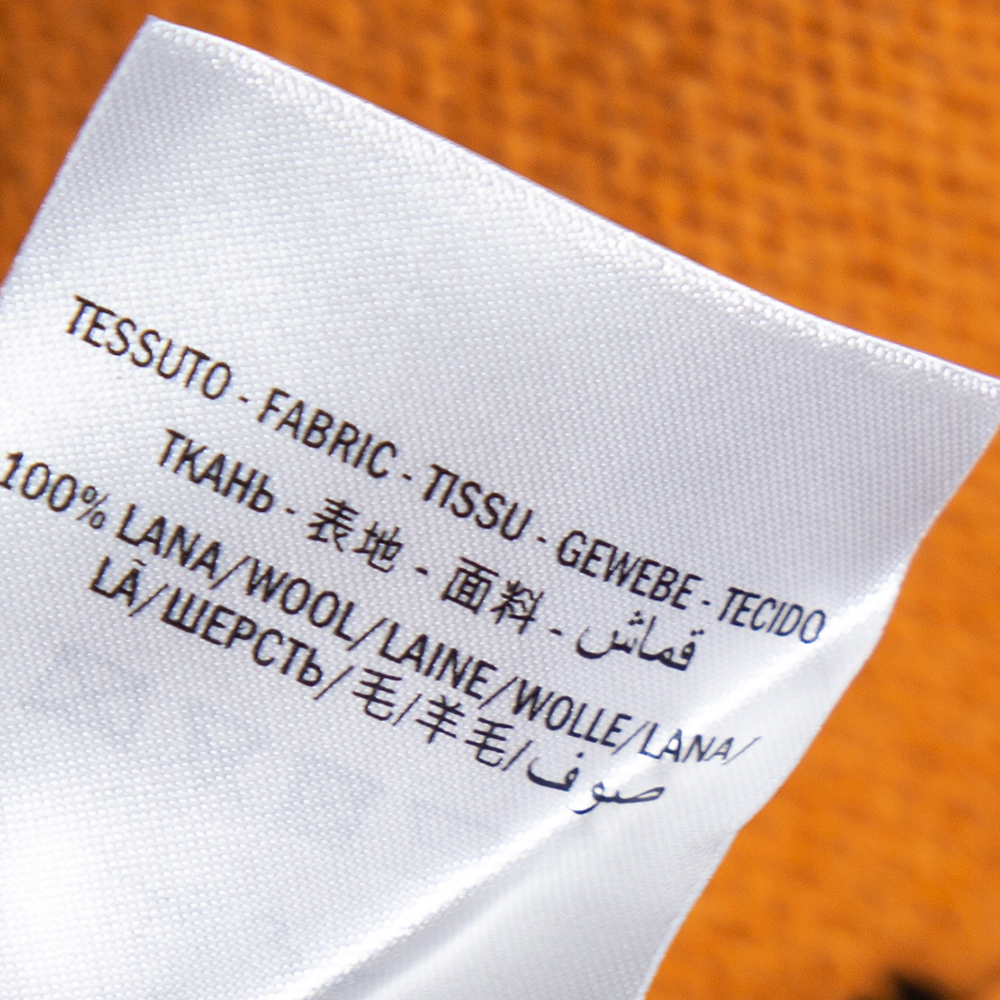 TESSUTO - FABRIC - TISSU - GEWEBE - TECIDO
ТКАНЬ - 表地 - 面料 - قماش
100% LANA/WOOL/LAINE/WOLLE/LANA/
LÃ/ШЕРСТЬ/毛/羊毛/صوف